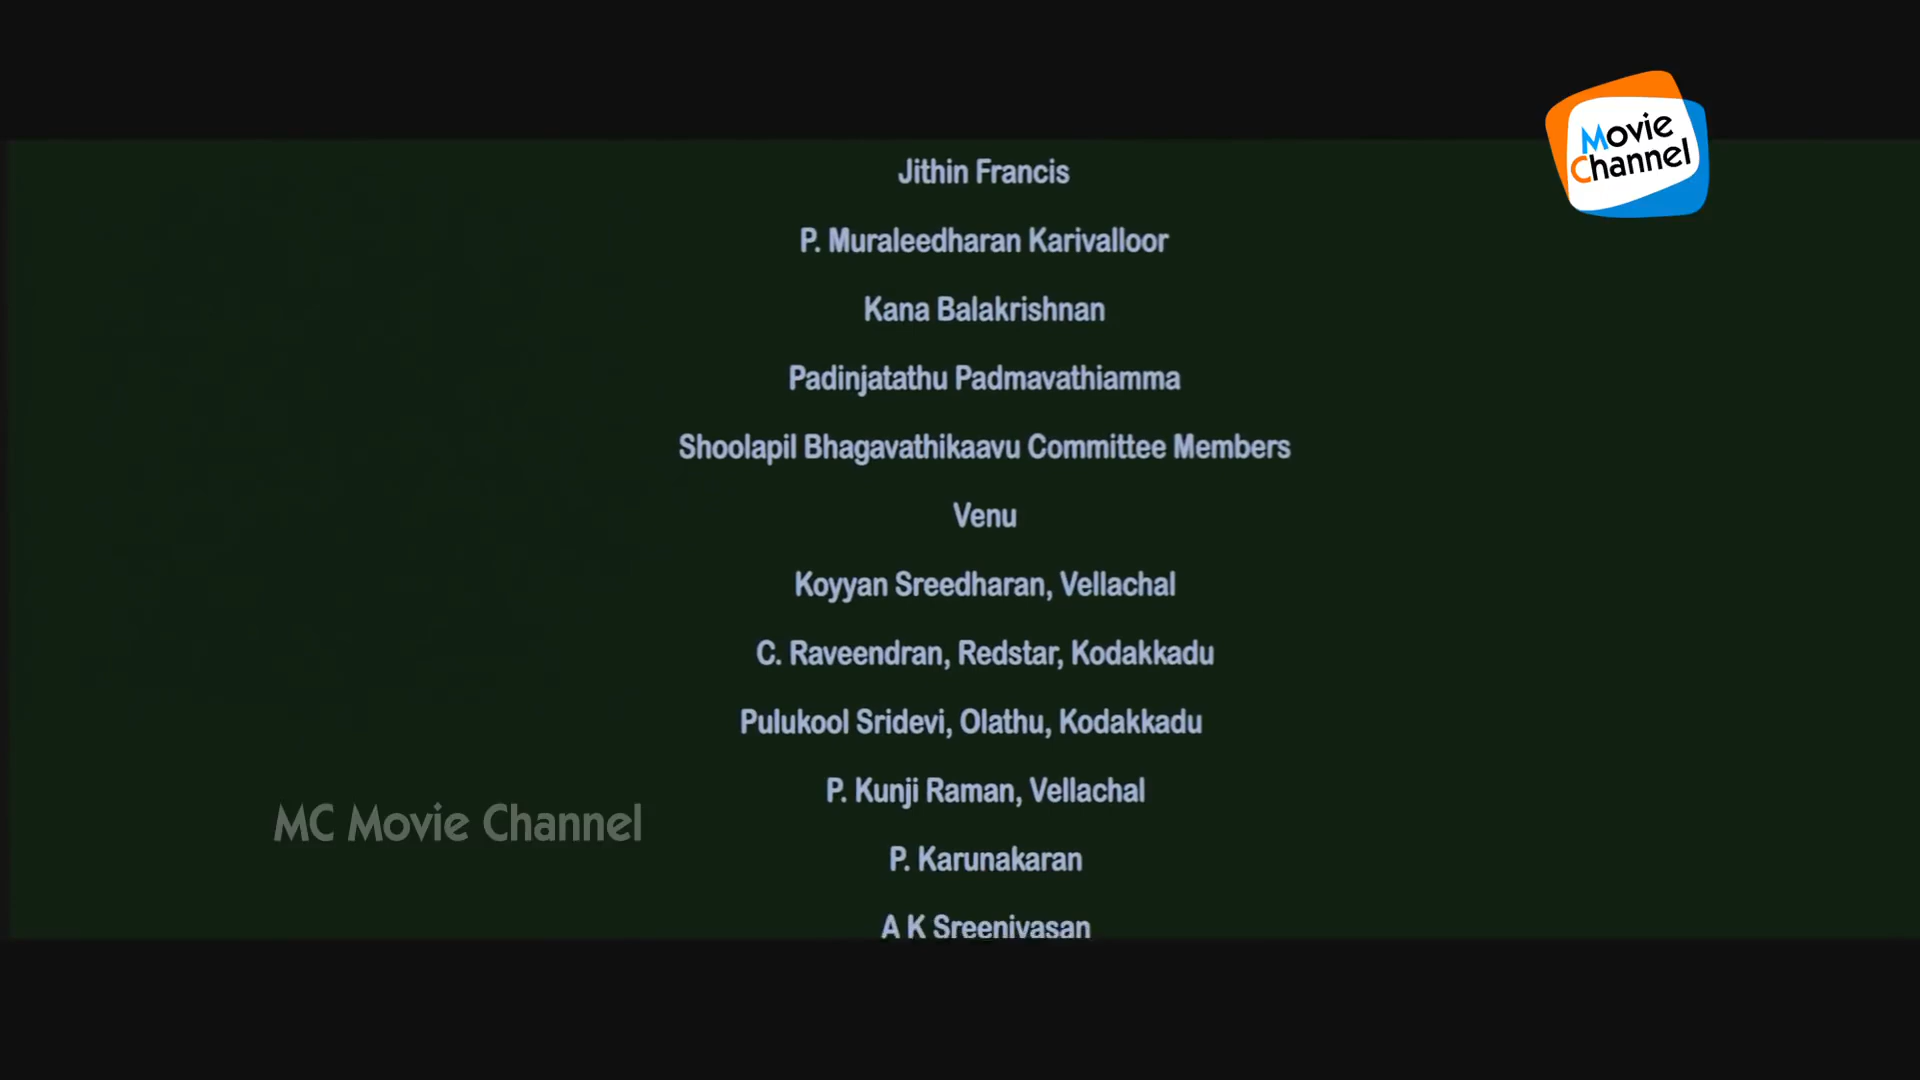 Movie
Channel
Jithin Francis
P. Muraleedharan Karivalloor
Kana Balakrishnan
Padinjatathu Padmavathiamma
Shoolapil Bhagavathikaavu Committee Members
Venu
Koyyan Sreedharan, Vellachal
C. Raveendran, Redstar, Kodakkadu
Pulukool Sridevi, Olathu, Kodakkadu
P. Kunji Raman, Vellachal
MC Movie Channel
P. Karunakaran
A K Sreenivasan